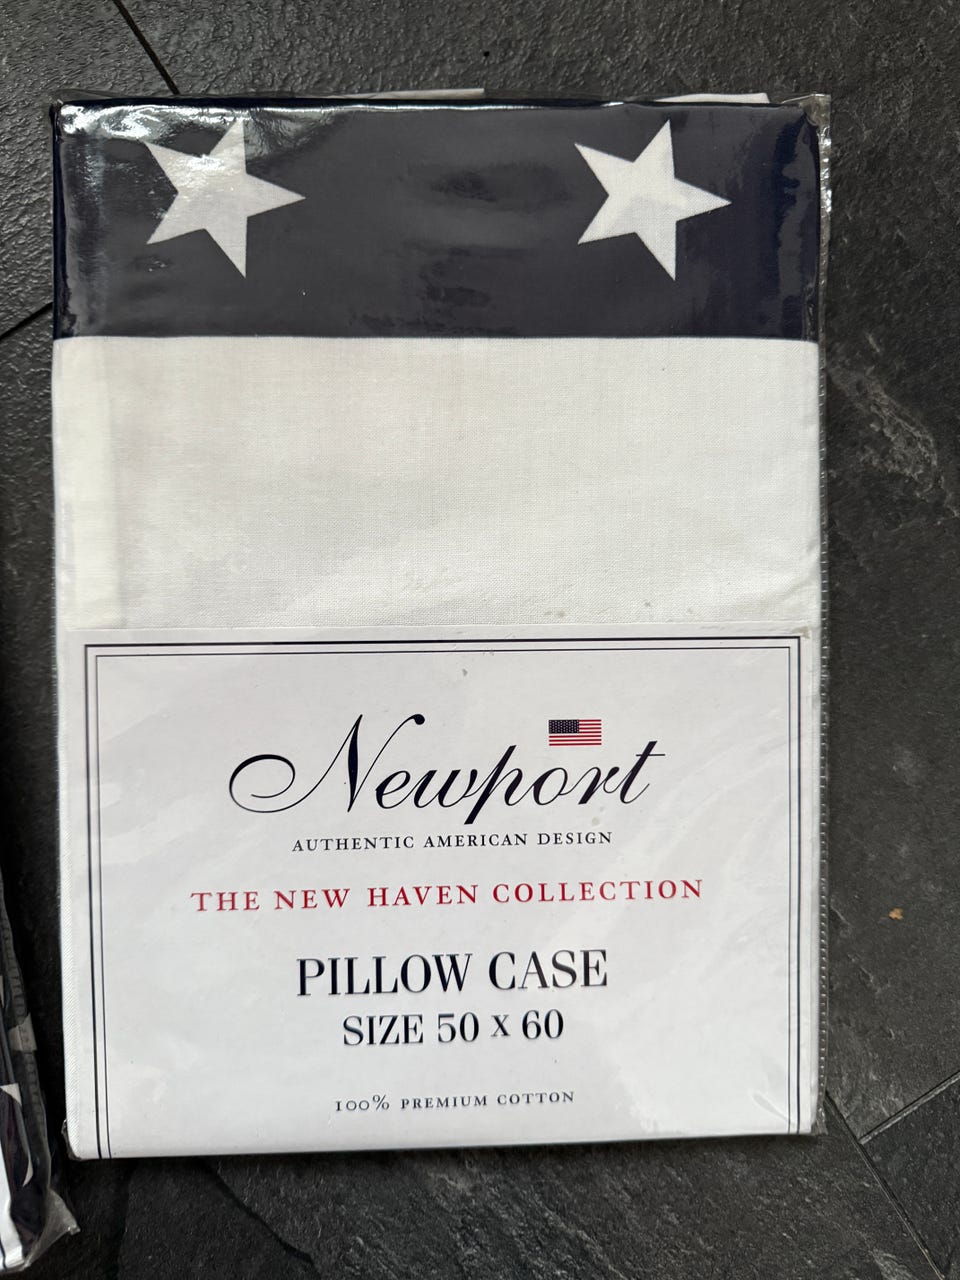 Newport
AUTHENTIC AMERICAN DESIGN
THE NEW HAVEN COLLECTION
PILLOW CASE
SIZE 50 X 60
100% PREMIUM COTTON